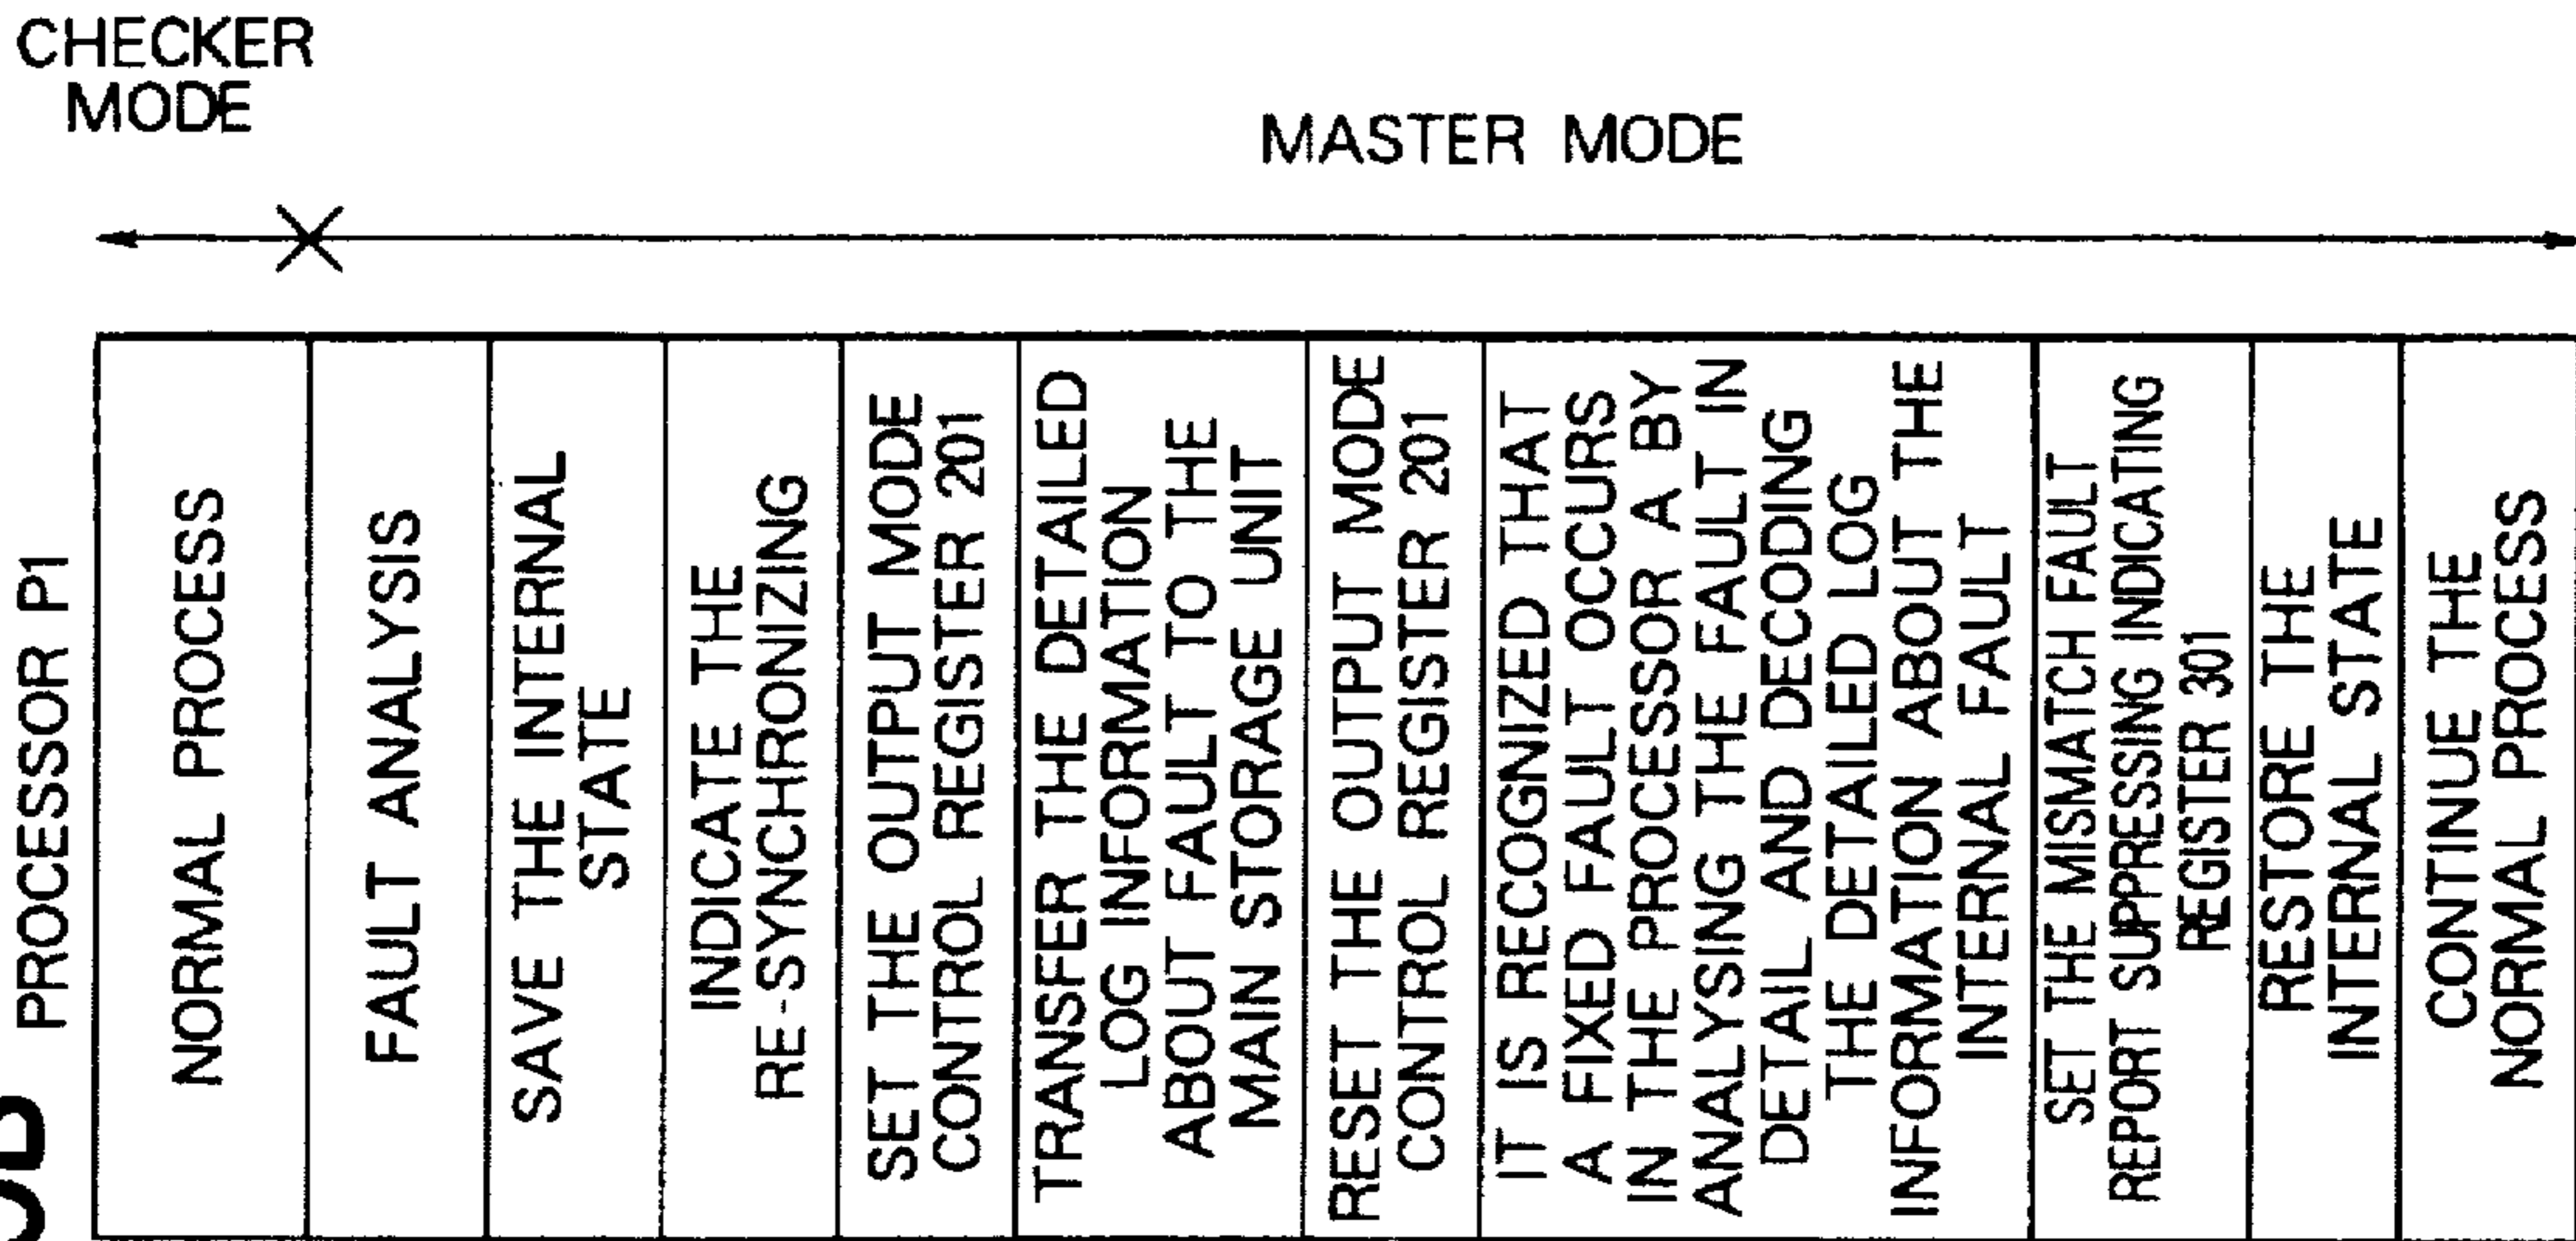 CHECKER
MODE
MASTER MODE
PROCESSOR P1
NORMAL PROCESS
FAULT ANALYSIS
SAVE THE INTERNAL
STATE
INDICATE THE
RE-SYNCHRONIZING
SET THE OUTPUT MODE
CONTROL REGISTER 201
TRANSFER THE DETAILED
LOG INFORMATION
ABOUT FAULT TO THE
MAIN STORAGE UNIT
RESET THE OUTPUT MODE
CONTROL REGISTER 201
IT IS RECOGNIZED THAT
A FIXED FAULT OCCURS
IN THE PROCESSOR A BY
ANALYSING THE FAULT IN
DETAIL AND DECODING
THE DETAILED LOG
INFORMATION ABOUT THE
INTERNAL FAULT
SET THE MISMATCH FAULT
REPORT SUPPRESSING INDICATING
REGISTER 301
RESTORE THE
INTERNAL STATE
CONTINUE THE
NORMAL PROCESS